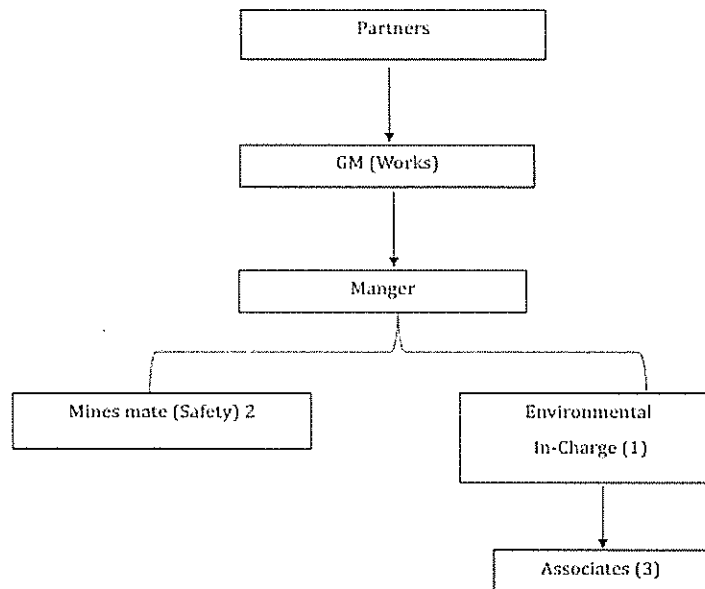 Partners
GM (Works)
Manger
Mines mate (Safety) 2
Environmental
In-Charge (1)
Associates (3)